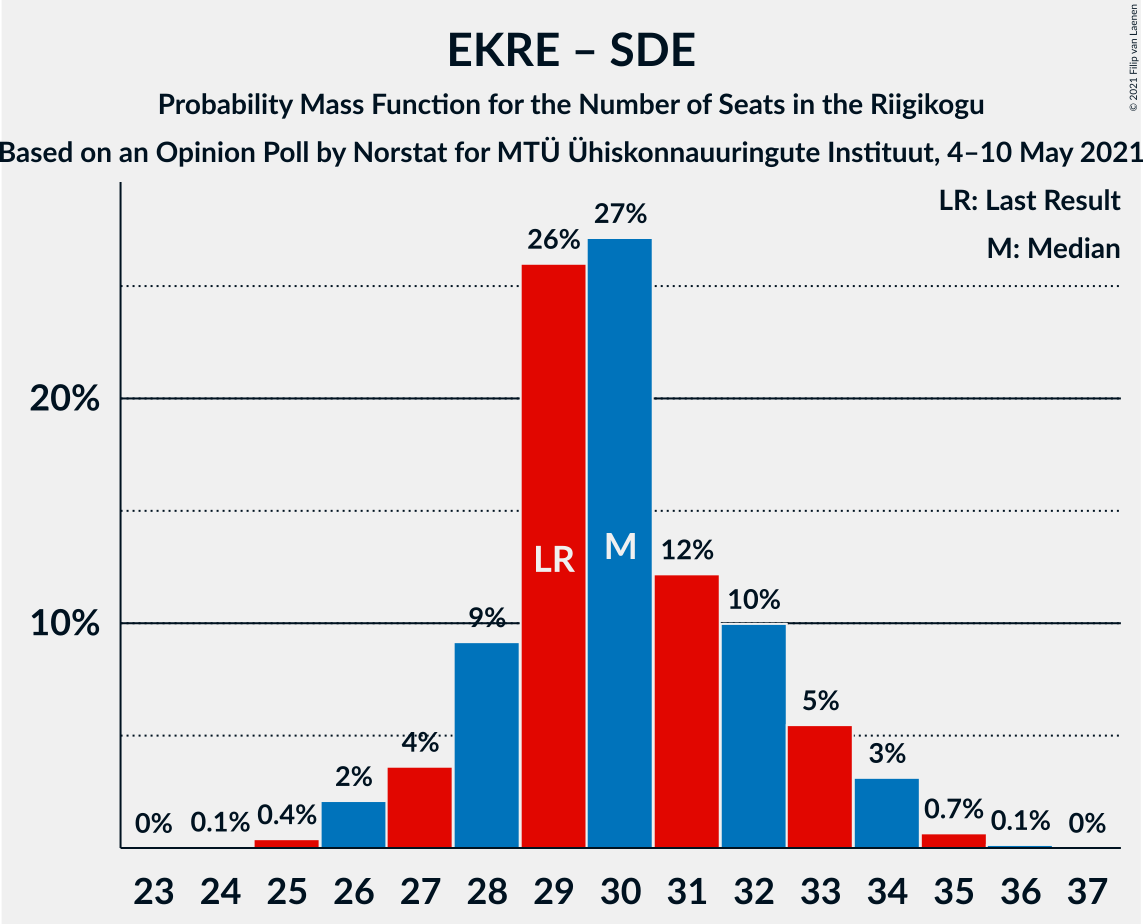 EKRE – SDE
Probability Mass Function for the Number of Seats in the Riigikogu
Based on an Opinion Poll by Norstat for MTÜ Ühiskonnauuringute Instituut, 4–10 May 2021
© 2021 Filip van Laenen
LR: Last Result
M: Median
20%
10%
0% 0.1% 0.4% 2% 4% 9% 26% 27% 12% 10% 5% 3% 0.7% 0.1% 0%
LR M
23 24 25 26 27 28 29 30 31 32 33 34 35 36 37